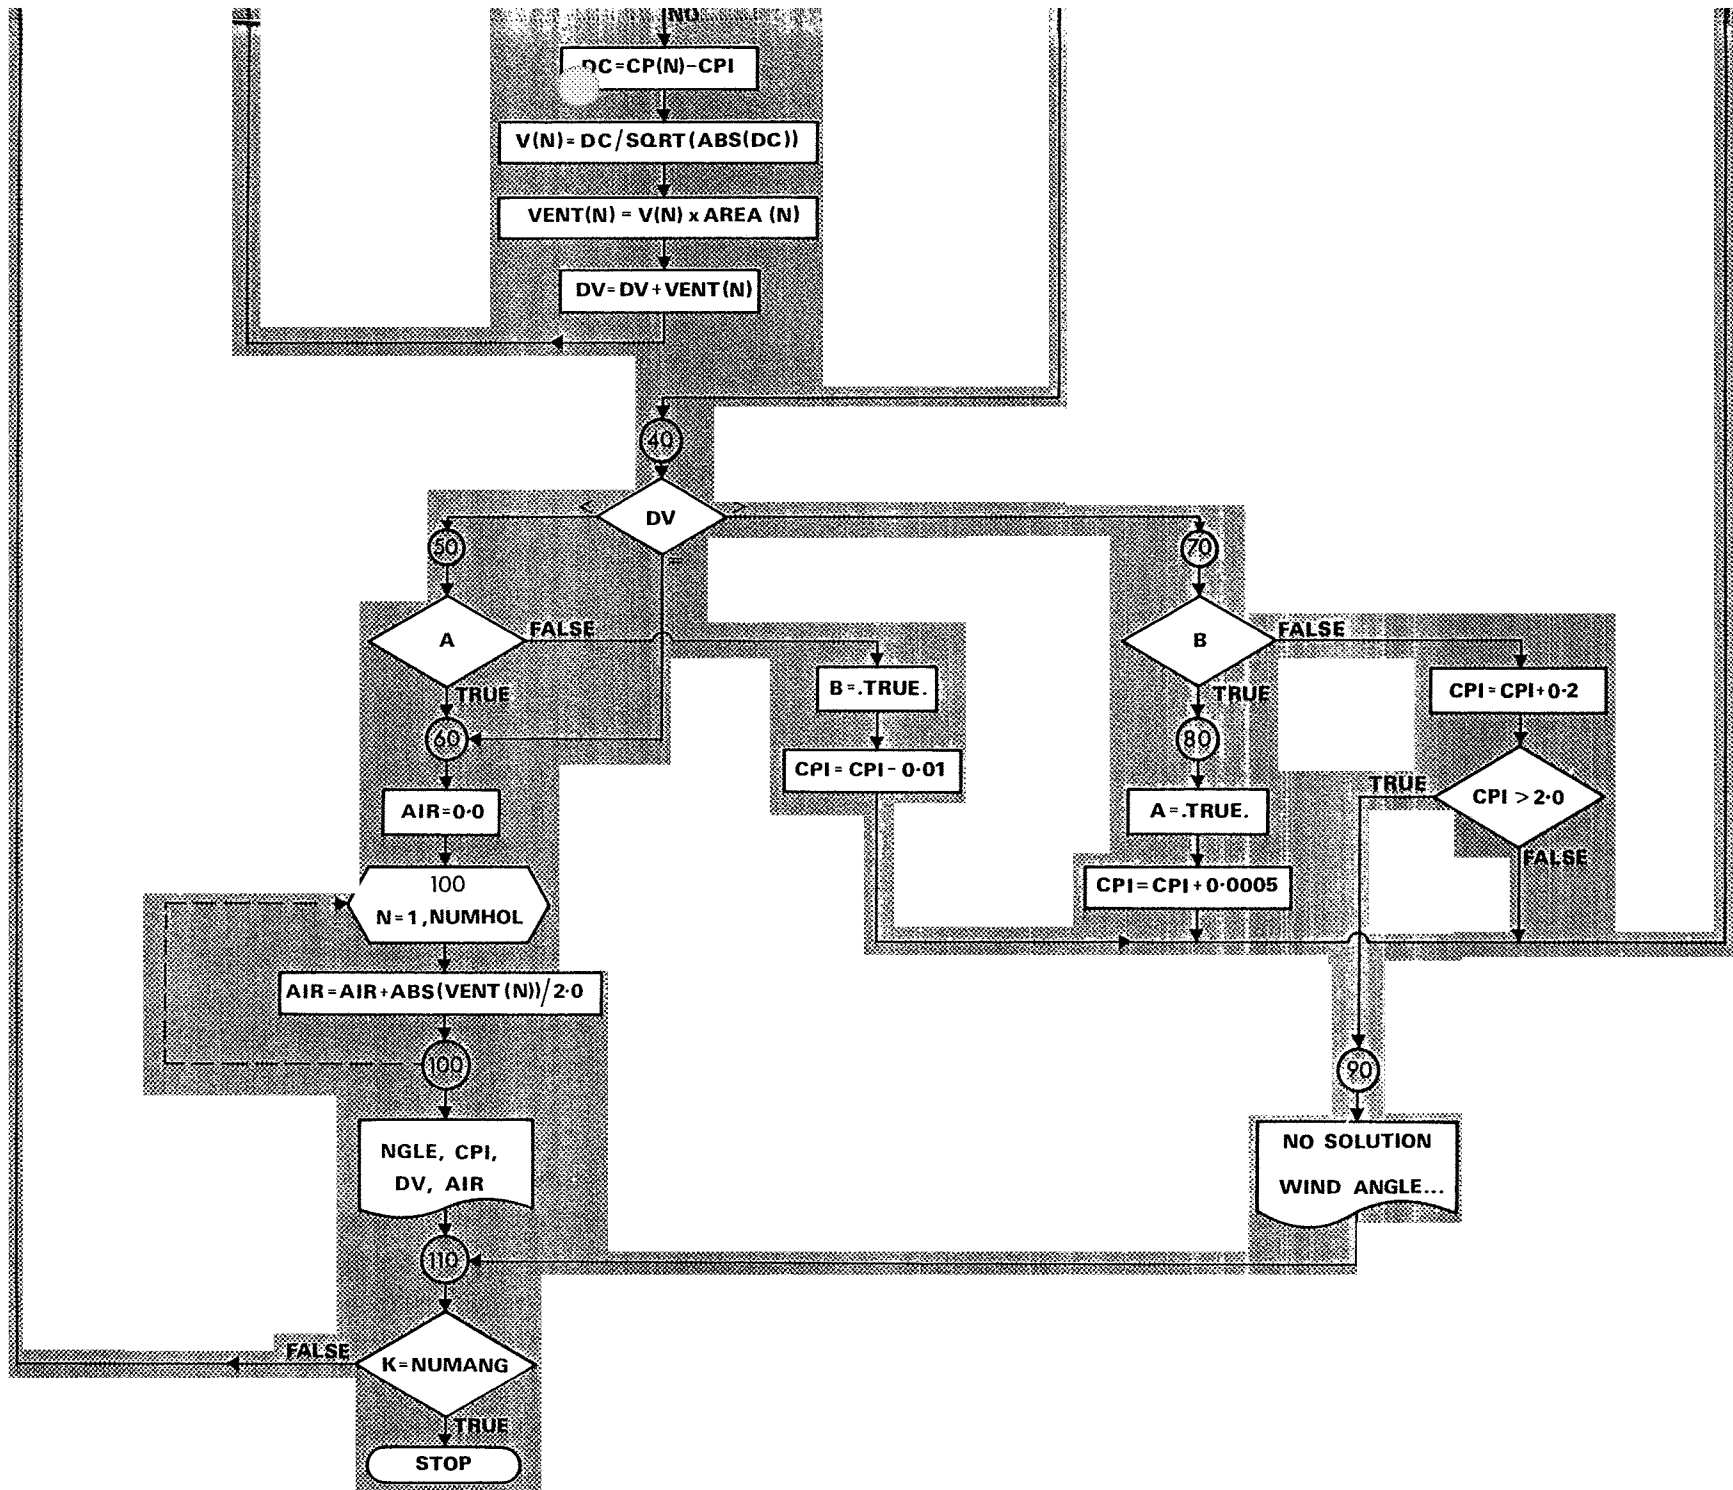 NO
DC=CP(N)-CPI
V(N)=DC/SQRT(ABS(DC))
VENT(N) = V(N) x AREA (N)
DV=DV+VENT(N)
40
<
DV
>
=
50
70
A
FALSE
B
FALSE
B=.TRUE.
CPI=CPI+0·2
TRUE
TRUE
60
80
CPI=CPI-0·01
TRUE
CPI >2·0
AIR=0·0
A=.TRUE.
FALSE
100
N=1,NUMHOL
CPI=CPI+0·0005
AIR=AIR+ABS(VENT(N))/2·0
100
90
NGLE, CPI,
DV, AIR
NO SOLUTION
WIND ANGLE...
110
FALSE
K=NUMANG
TRUE
STOP